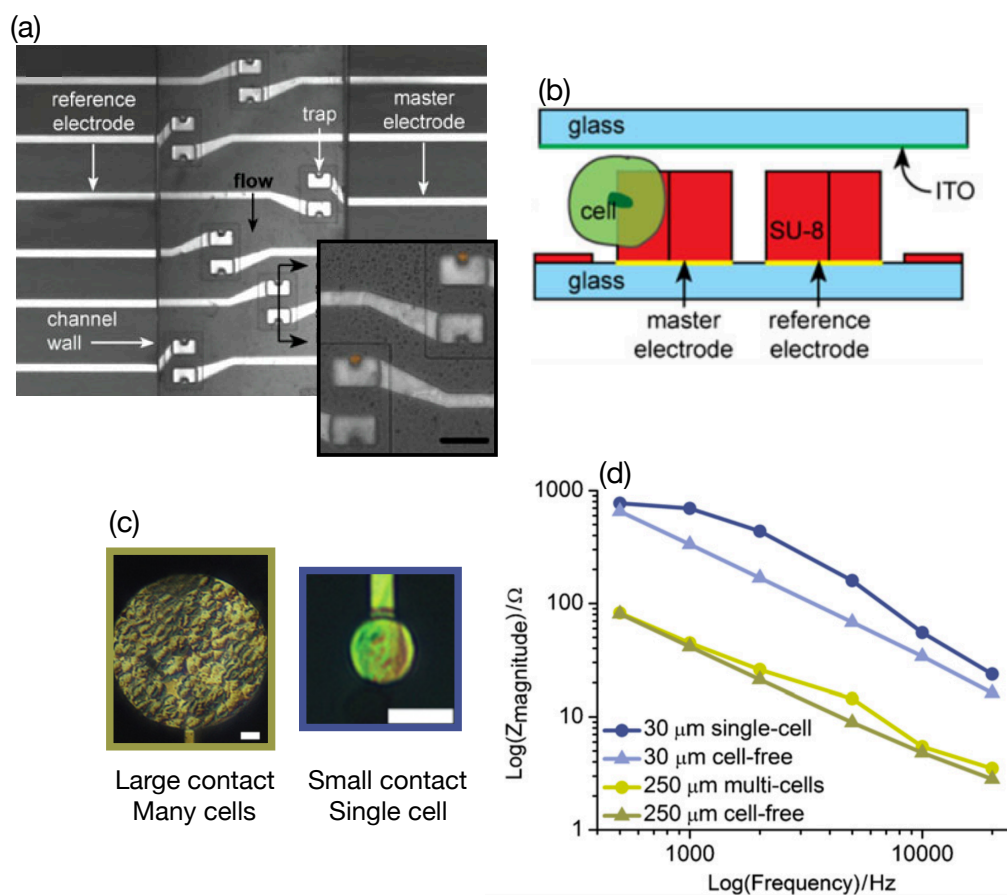 (a)
reference
electrode
trap
master
electrode
flow
channel
wall
(b)
glass
cell
SU-8
ITO
glass
master
electrode
reference
electrode
(c)
Large contact
Many cells
Small contact
Single cell
(d)
Log(Zmagnitude)/Ω
1000
100
10
1
30 μm single-cell
30 μm cell-free
250 μm multi-cells
250 μm cell-free
1000
10000
Log(Frequency)/Hz